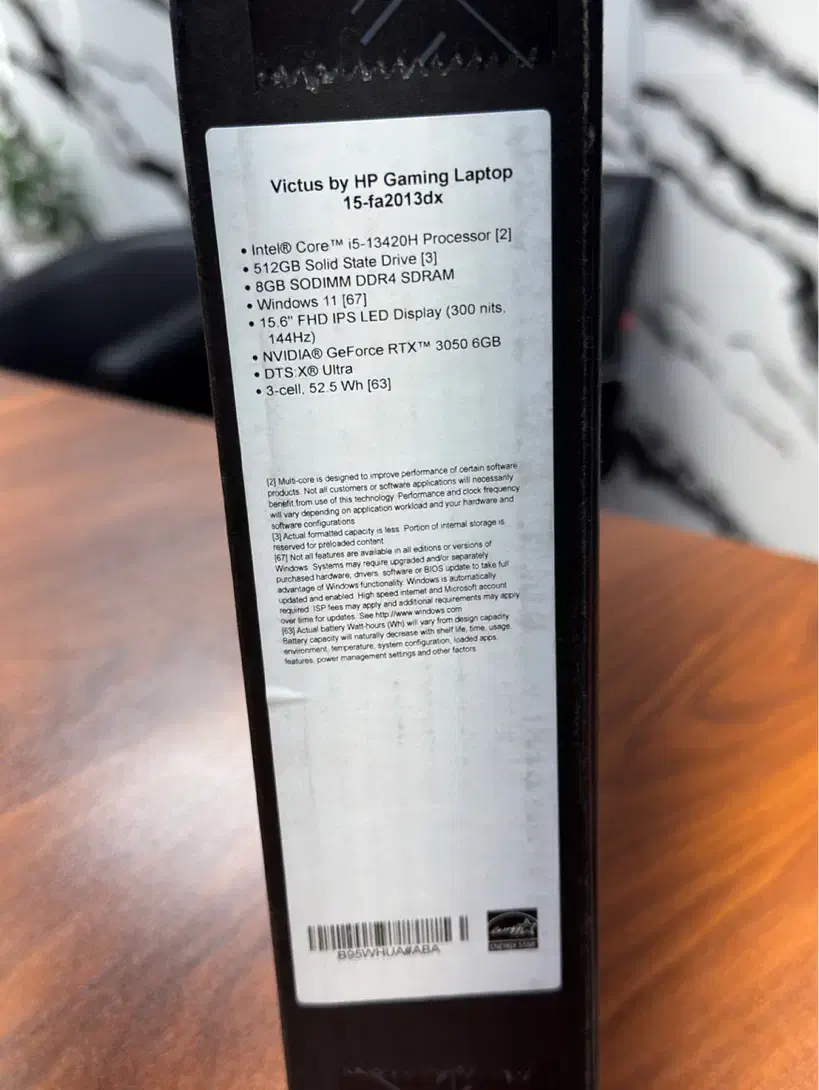 Victus by HP Gaming Laptop
15-fa2013dx
• Intel® Core™ i5-13420H Processor [2]
• 512GB Solid State Drive [3]
• 8GB SODIMM DDR4 SDRAM
• Windows 11 [67]
• 15.6" FHD IPS LED Display (300 nits,
144Hz)
• NVIDIA® GeForce RTX™ 3050 6GB
• DTS:X® Ultra
• 3-cell, 52.5 Wh [63]
[2] Multi-core is designed to improve performance of certain software
products. Not all customers or software applications will necessarily
benefit from use of this technology. Performance and clock frequency
will vary depending on application workload and your hardware and
software configurations
[3] Actual formatted capacity is less. Portion of internal storage is
reserved for preloaded content
[67] Not all features are available in all editions or versions of
Windows. Systems may require upgraded and/or separately
purchased hardware, drivers, software or BIOS update to take full
advantage of Windows functionality. Windows is automatically
updated and enabled. High speed internet and Microsoft account
required. ISP fees may apply and additional requirements may apply
over time for updates. See http://www.windows.com
[63] Actual battery Watt-hours (Wh) will vary from design capacity
Battery capacity will naturally decrease with shelf life, time, usage,
environment, temperature, system configuration, loaded apps,
features, power management settings and other factors
B95WHUA#ABA
ENERGY STAR